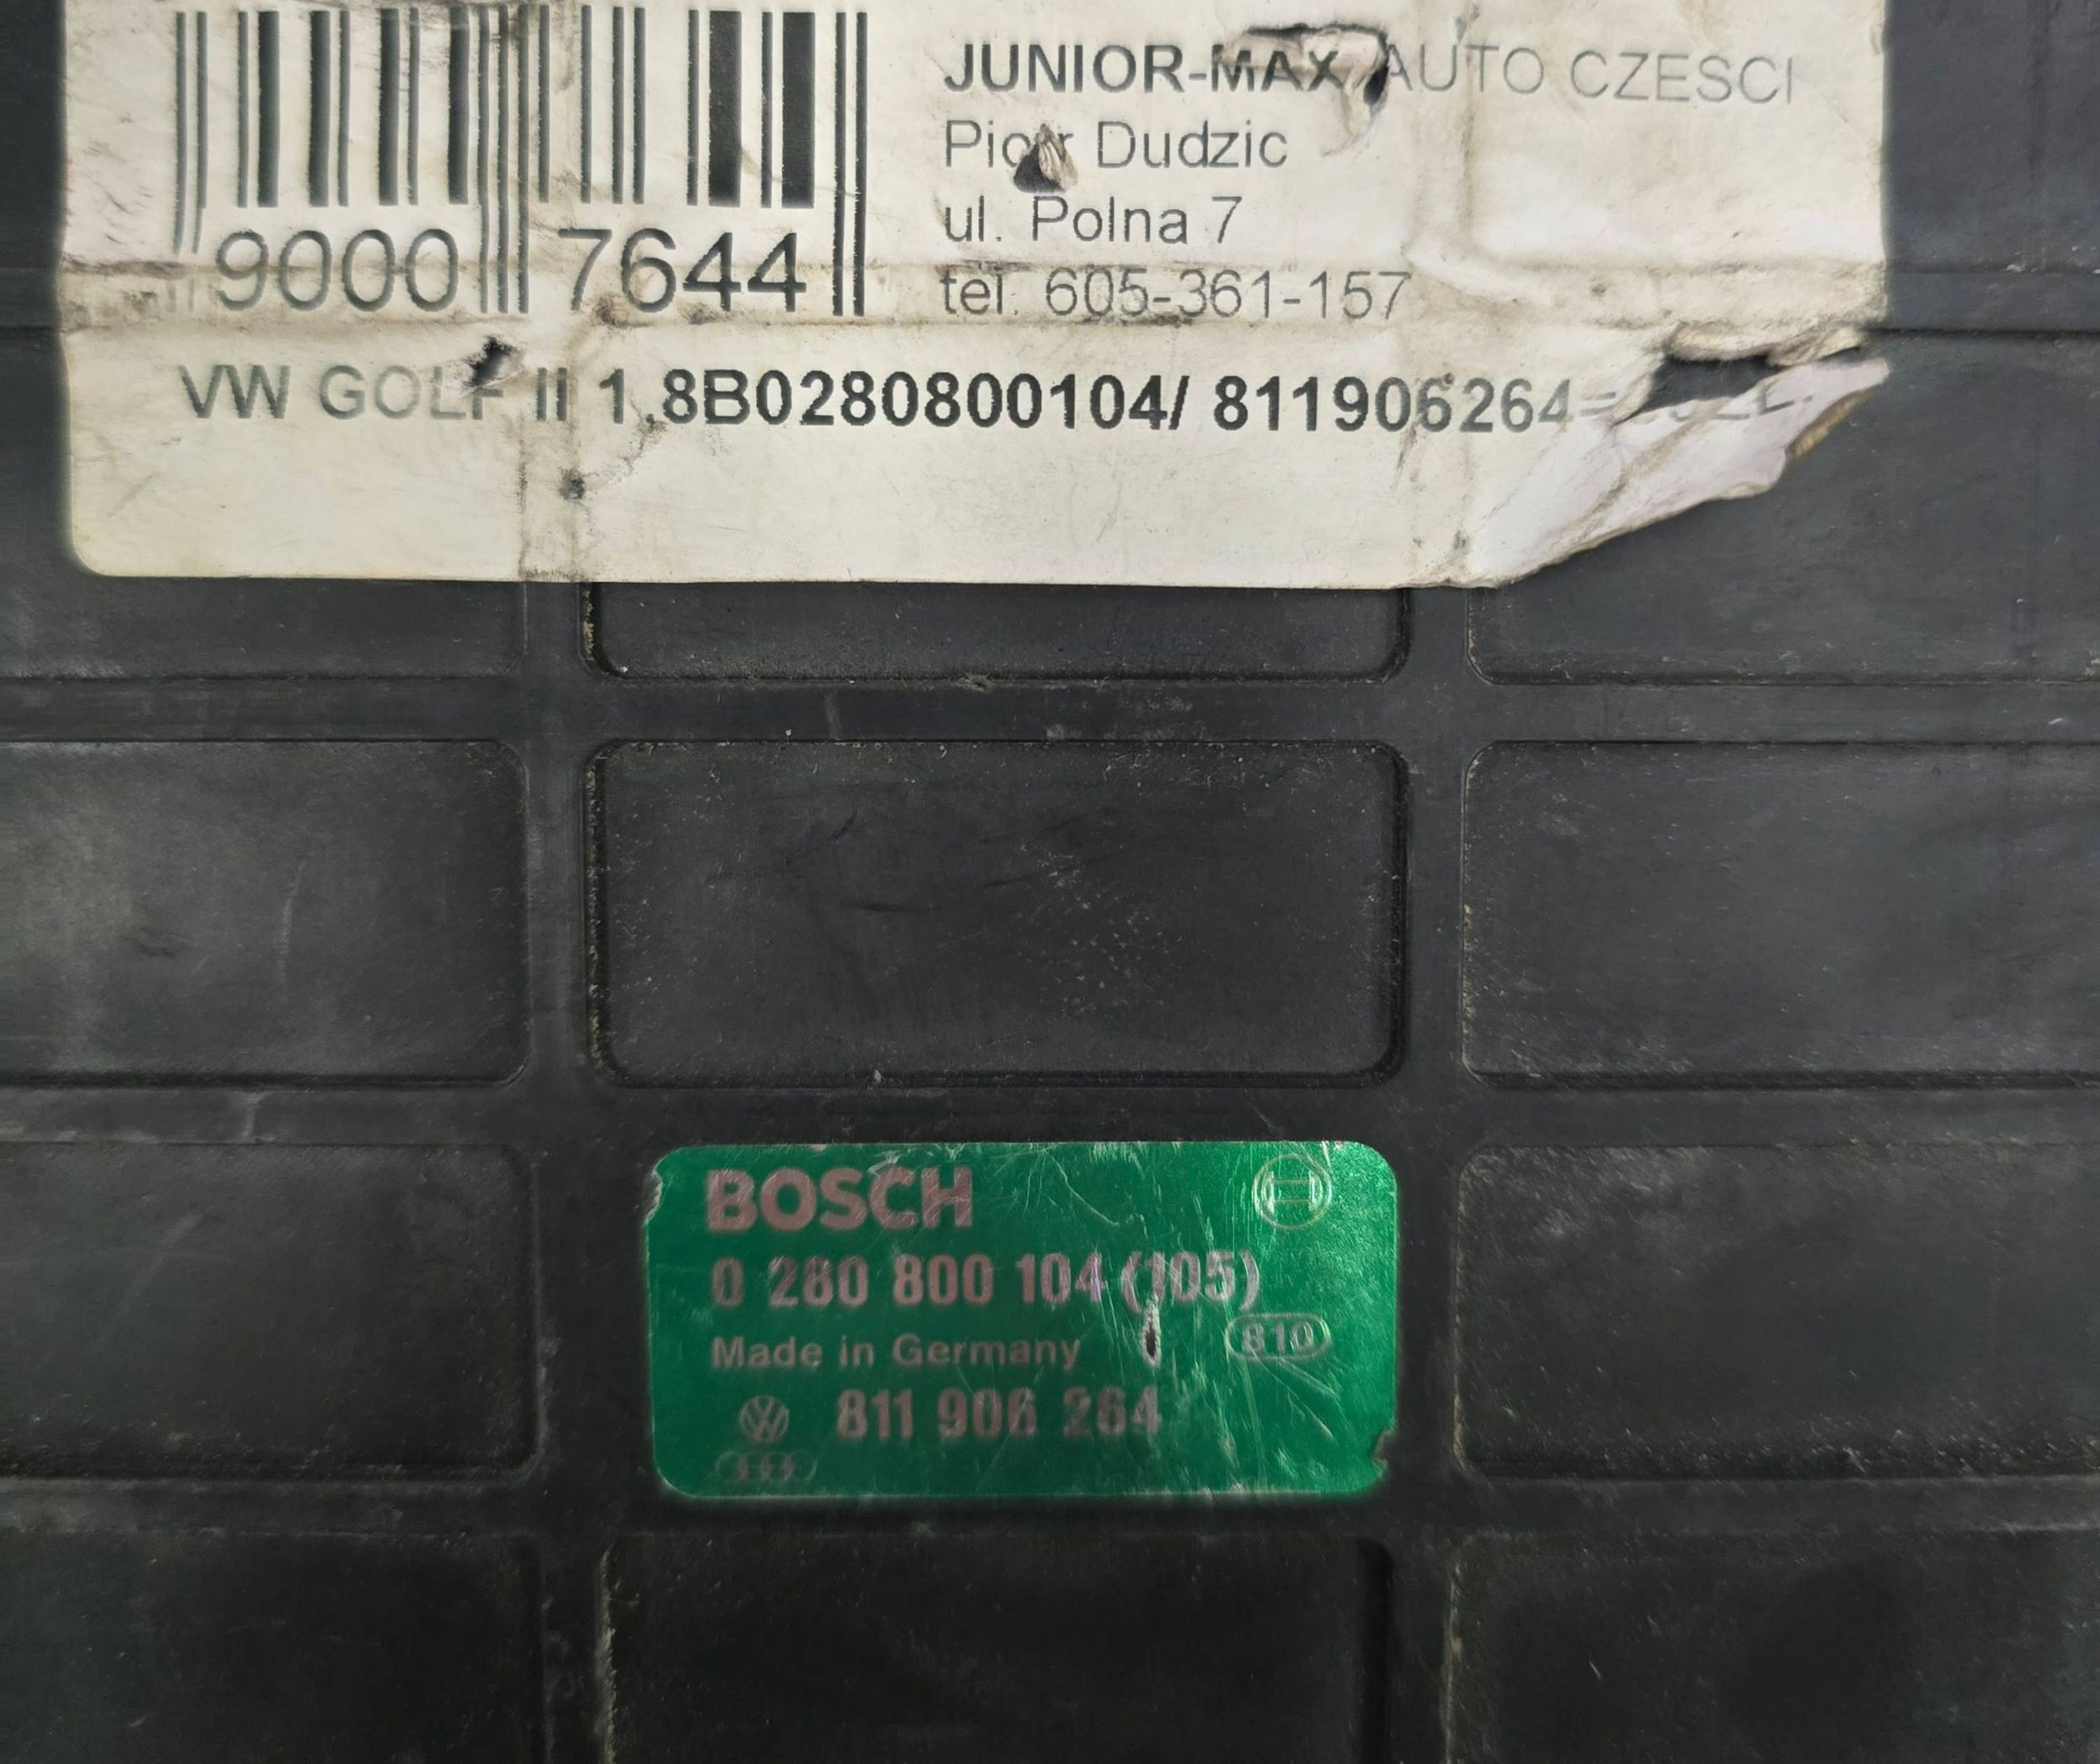 JUNIOR-MAX AUTO CZESCI
Piotr Dudzic
ul. Polna 7
tel. 605-361-157
9000 7644
VW GOLF II 1.8B0280800104/ 811906264=
BOSCH
0 280 800 104 (105)
Made in Germany 810
811 906 264